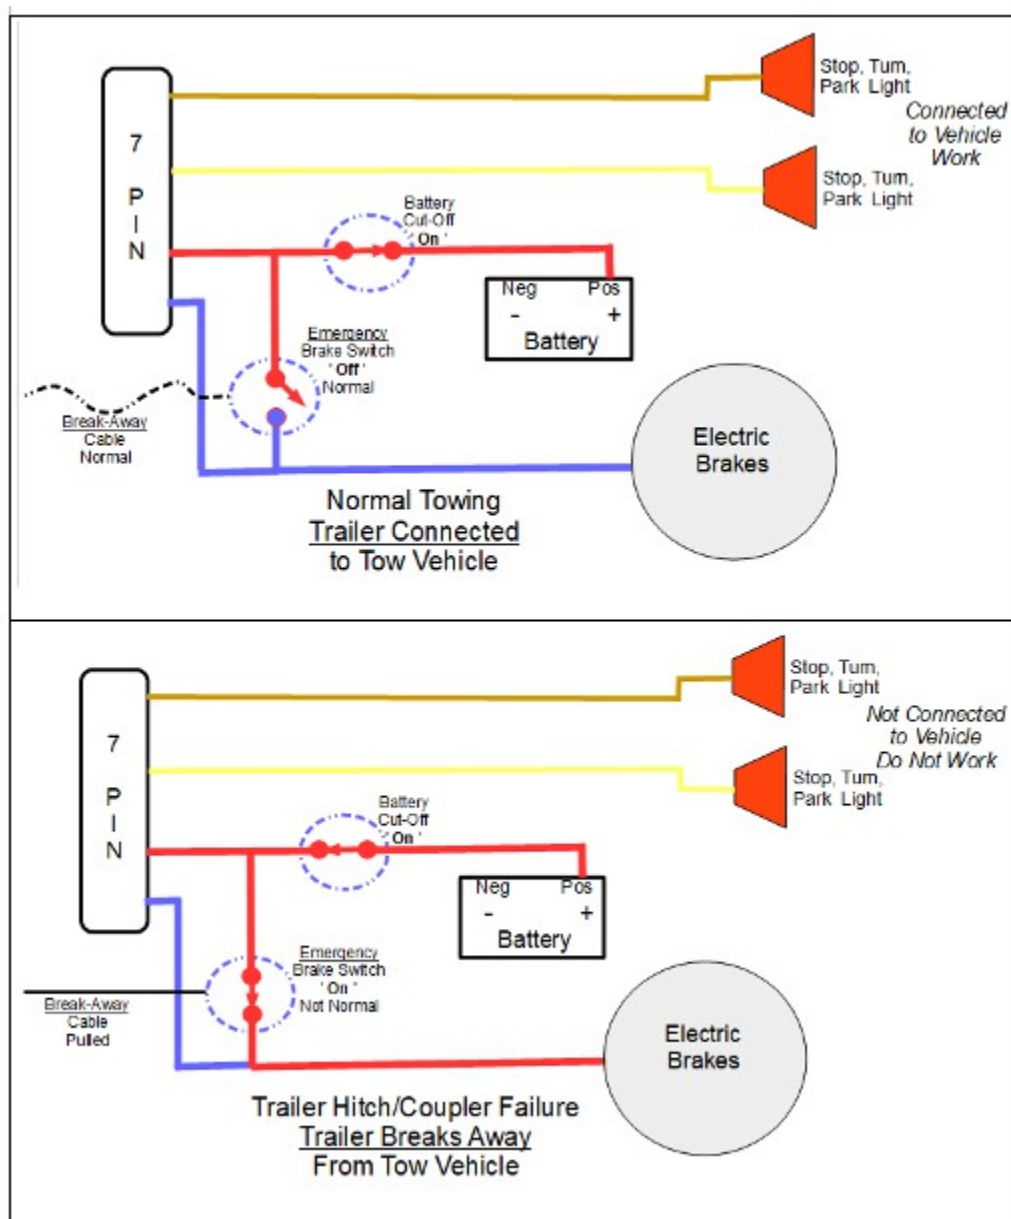 Stop, Turn,
Park Light
Connected
to Vehicle
Work
7
P
I
N
Stop, Turn,
Park Light
Battery
Cut-Off
' On '
Neg Pos
- +
Battery
Emergency
Brake Switch
' Off '
Normal
Break-Away
Cable
Normal
Electric
Brakes
Normal Towing
Trailer Connected
to Tow Vehicle
Stop, Turn,
Park Light
Not Connected
to Vehicle
Do Not Work
7
P
I
N
Stop, Turn,
Park Light
Battery
Cut-Off
' On '
Neg Pos
- +
Battery
Emergency
Brake Switch
' On '
Not Normal
Break-Away
Cable
Pulled
Electric
Brakes
Trailer Hitch/Coupler Failure
Trailer Breaks Away
From Tow Vehicle